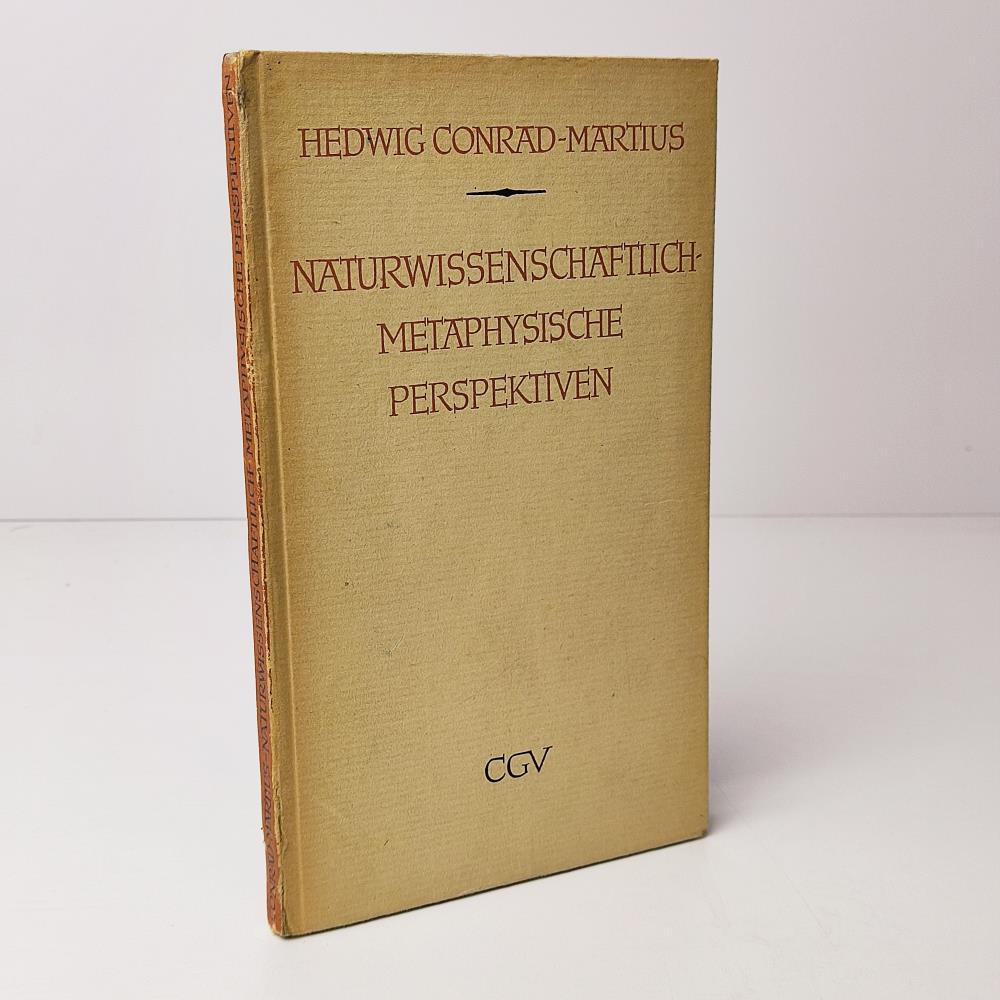 HEDWIG CONRAD-MARTIUS
NATURWISSENSCHAFTLICH-
METAPHYSISCHE
PERSPEKTIVEN
CGV
CONRAD-MARTIUS · NATURWISSENSCHAFTLICH-METAPHYSISCHE PERSPEKTIVEN